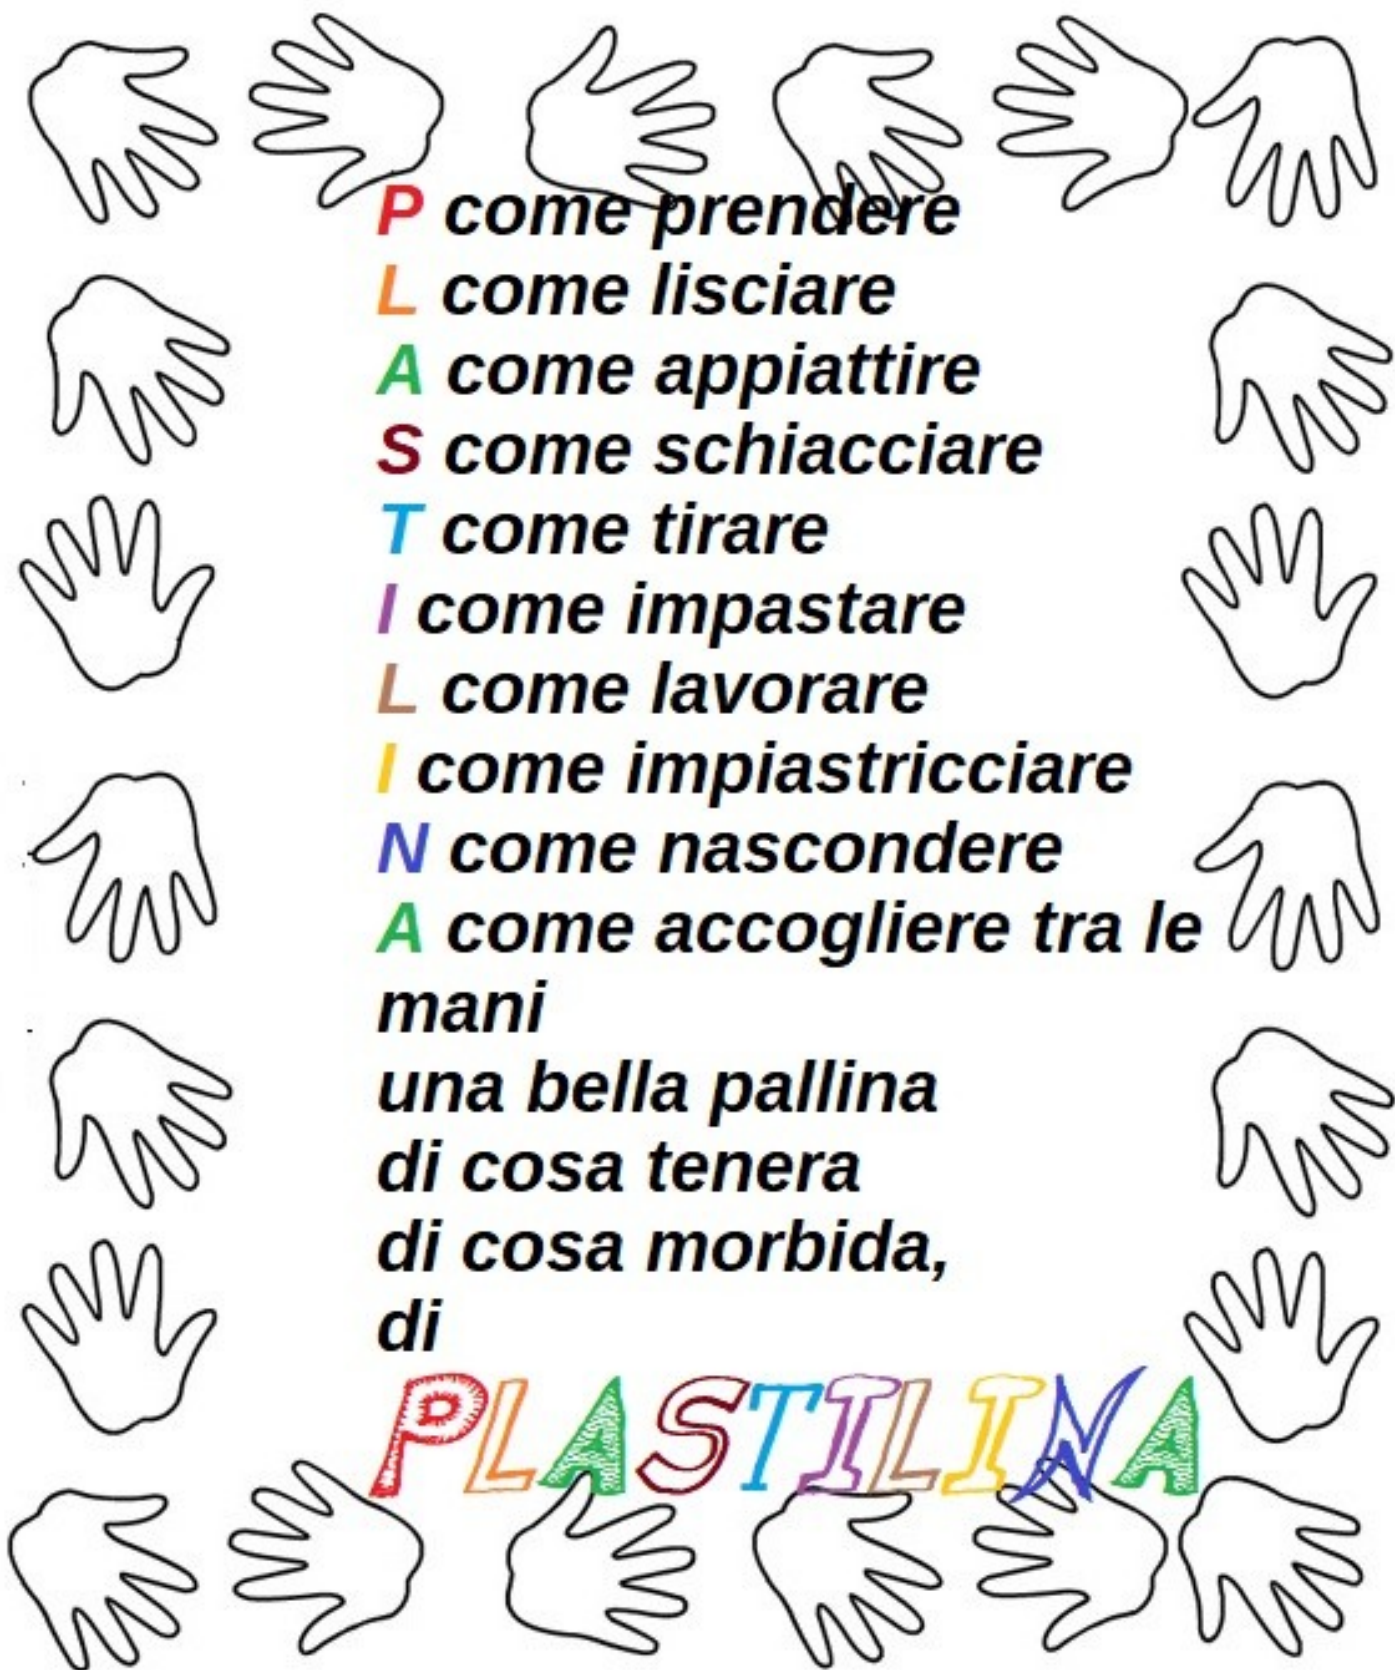 P come prendere
L come lisciare
A come appiattire
S come schiacciare
T come tirare
I come impastare
L come lavorare
I come impiastricciare
N come nascondere
A come accogliere tra le
mani
una bella pallina
di cosa tenera
di cosa morbida,
di
PLASTILINA